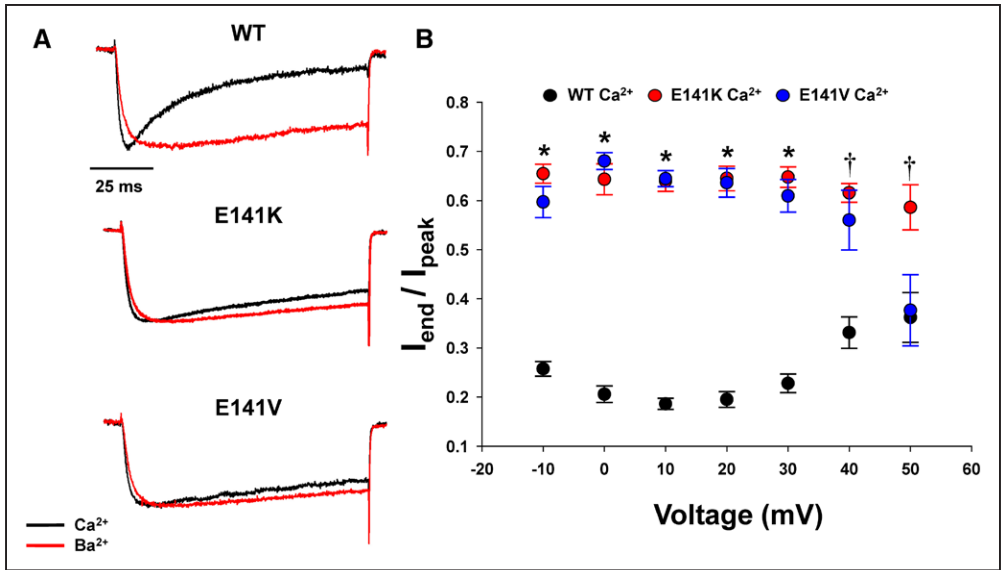 A
WT
25 ms
E141K
E141V
Ca²⁺
Ba²⁺
B
WT Ca²⁺ E141K Ca²⁺ E141V Ca²⁺
* * * * * † †
I_end / I_peak
0.8
0.7
0.6
0.5
0.4
0.3
0.2
0.1
-20 -10 0 10 20 30 40 50 60
Voltage (mV)